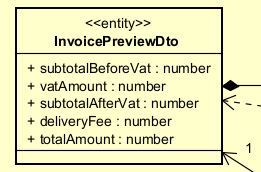 <<entity>>
InvoicePreviewDto
+ subtotalBeforeVat : number
+ vatAmount : number
+ subtotalAfterVat : number
+ deliveryFee : number
+ totalAmount : number
1